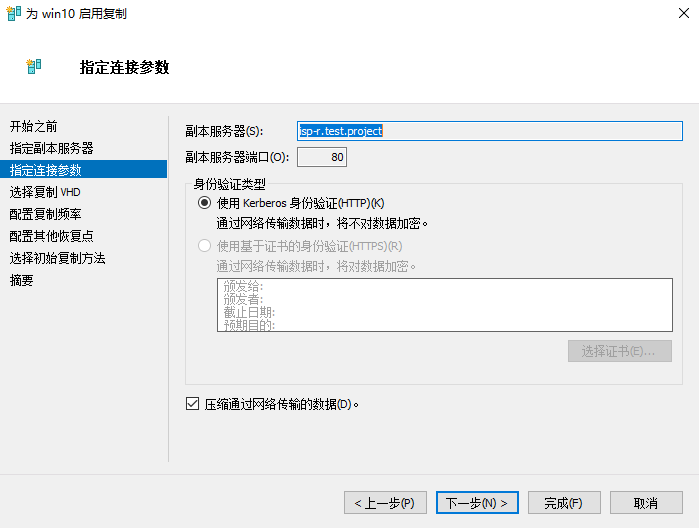 为 win10 启用复制
指定连接参数
开始之前
指定副本服务器
指定连接参数
选择复制 VHD
配置复制频率
配置其他恢复点
选择初始复制方法
摘要
副本服务器(S):
isp-r.test.project
副本服务器端口(O):
80
身份验证类型
使用 Kerberos 身份验证(HTTP)(K)
通过网络传输数据时，将不对数据加密。
使用基于证书的身份验证(HTTPS)(R)
通过网络传输数据时，将对数据加密。
颁发给:
颁发者:
截止日期:
预期目的:
选择证书(E)...
压缩通过网络传输的数据(D)。
< 上一步(P)
下一步(N) >
完成(F)
取消